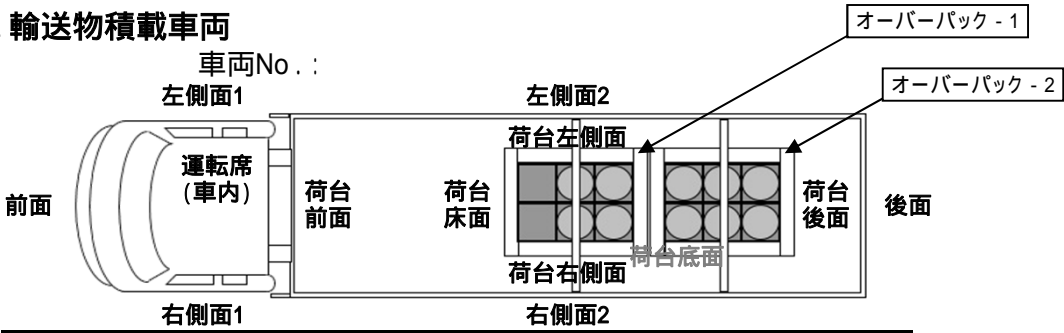 輸送物積載車両
オーバーパック - 1
車両No. :
オーバーパック - 2
左側面1
左側面2
荷台左側面
運転席
(車内)
前面
荷台
前面
荷台
床面
荷台
後面
後面
荷台底面
荷台右側面
右側面1
右側面2